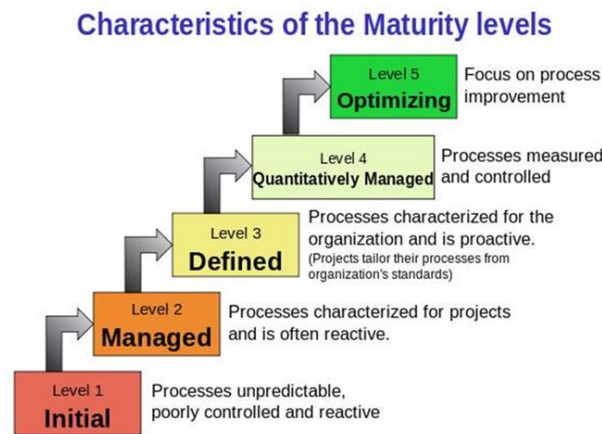 Characteristics of the Maturity levels
Level 5
Optimizing
Focus on process
improvement
Level 4
Quantitatively Managed
Processes measured
and controlled
Level 3
Defined
Processes characterized for the
organization and is proactive.
(Projects tailor their processes from
organization's standards)
Level 2
Managed
Processes characterized for projects
and is often reactive.
Level 1
Initial
Processes unpredictable,
poorly controlled and reactive